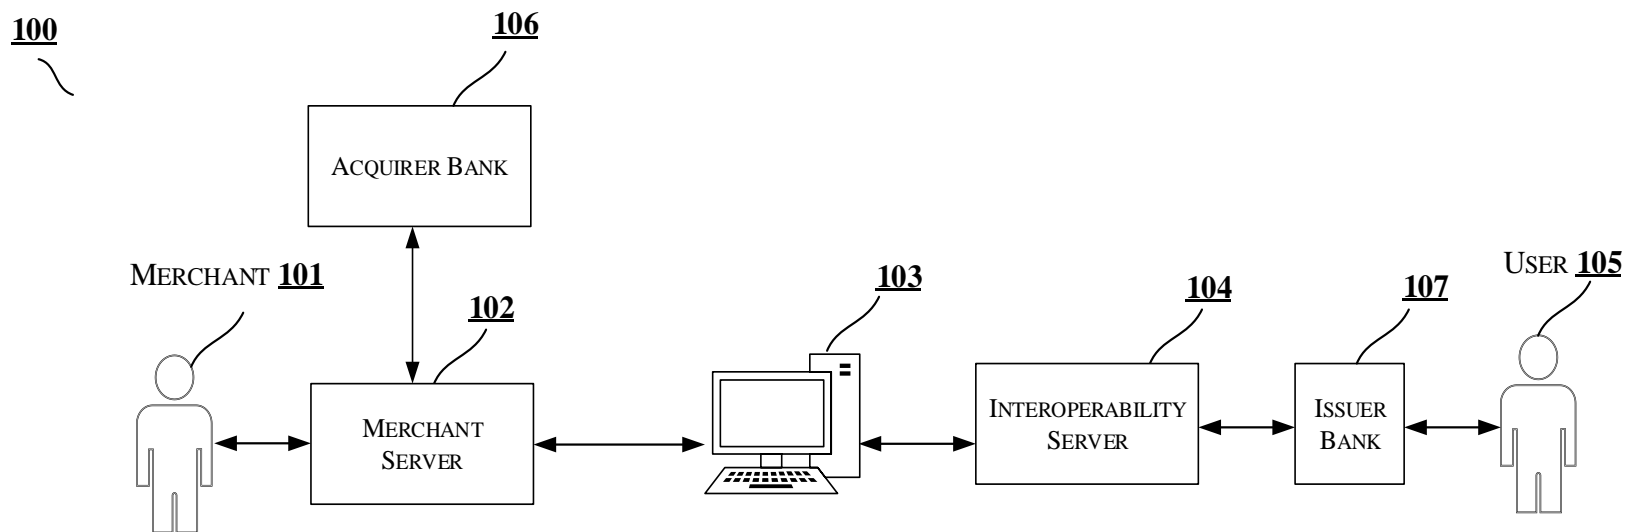 100
106
ACQUIRER BANK
MERCHANT 101
102
103
104
107
USER 105
MERCHANT
SERVER
INTEROPERABILITY
SERVER
ISSUER
BANK